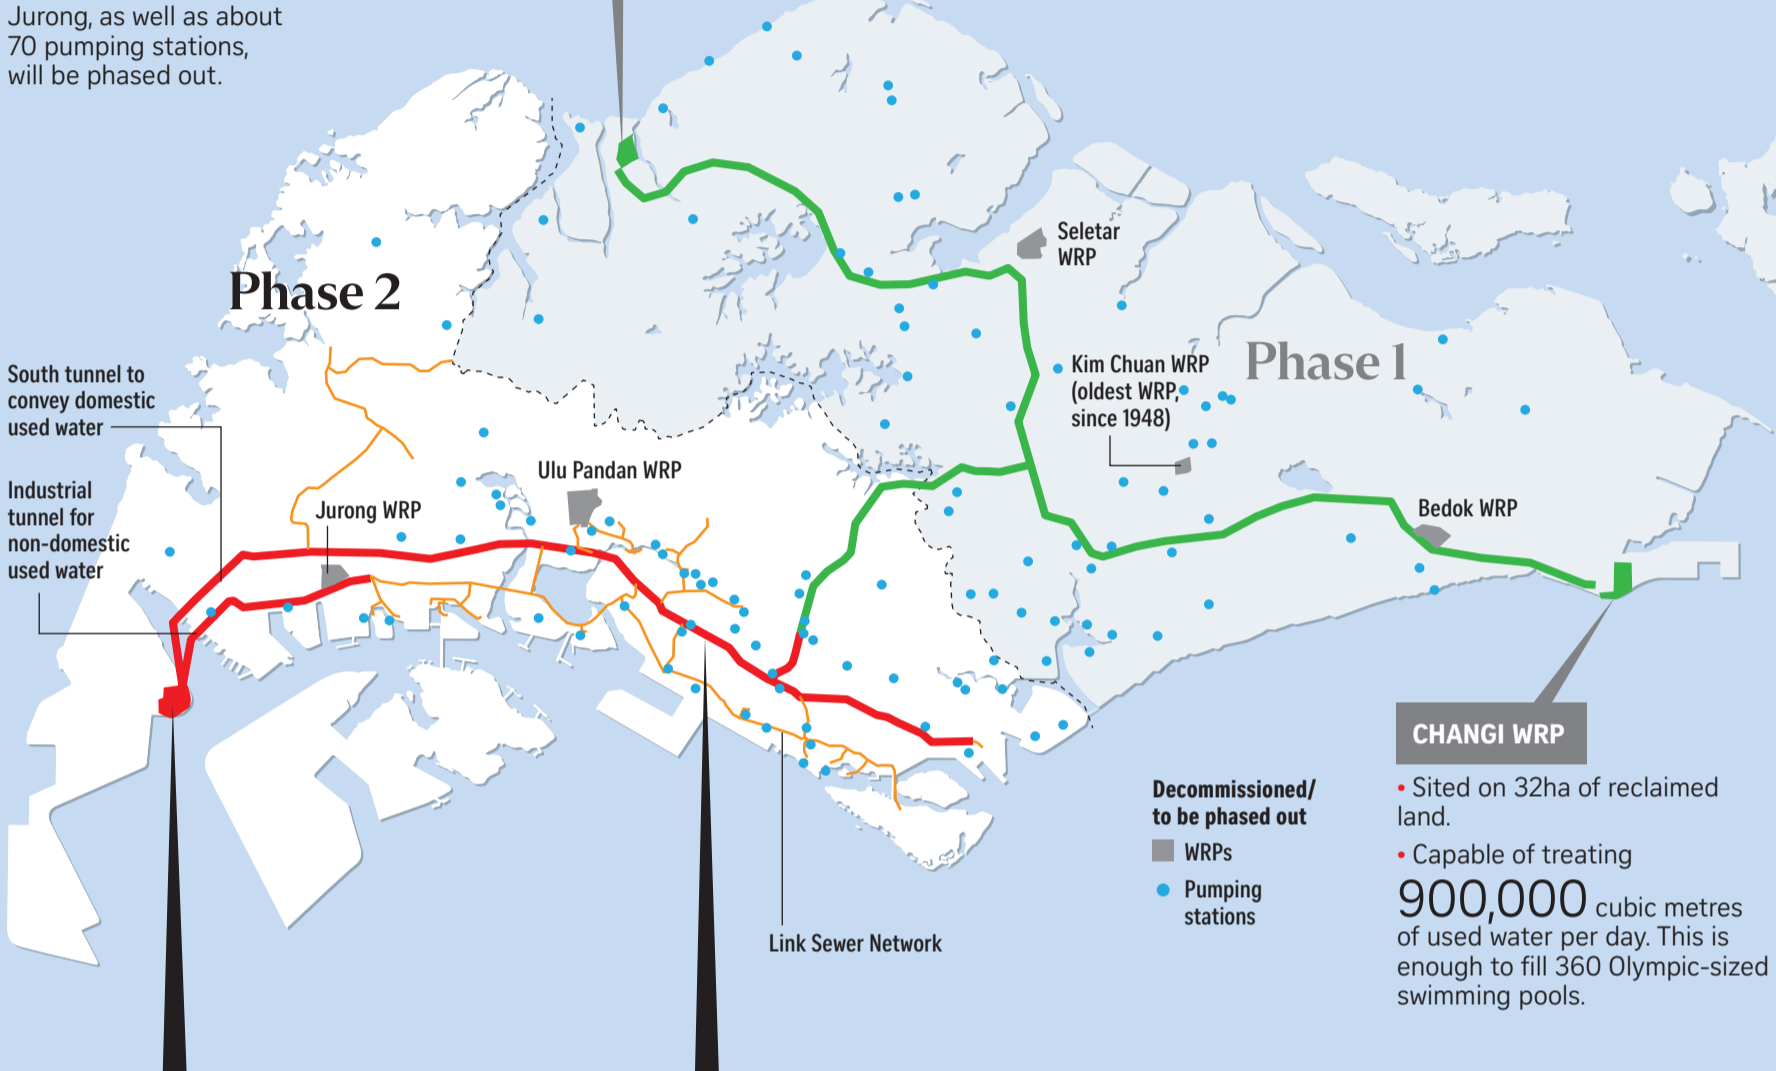 Jurong, as well as about
70 pumping stations,
will be phased out.
Seletar
WRP
Phase 2
Phase 1
South tunnel to
convey domestic
used water
Kim Chuan WRP
(oldest WRP,
since 1948)
Ulu Pandan WRP
Industrial
tunnel for
non-domestic
used water
Jurong WRP
Bedok WRP
CHANGI WRP
• Sited on 32ha of reclaimed
land.
• Capable of treating
900,000 cubic metres
of used water per day. This is
enough to fill 360 Olympic-sized
swimming pools.
Decommissioned/
to be phased out
WRPs
Pumping
stations
Link Sewer Network